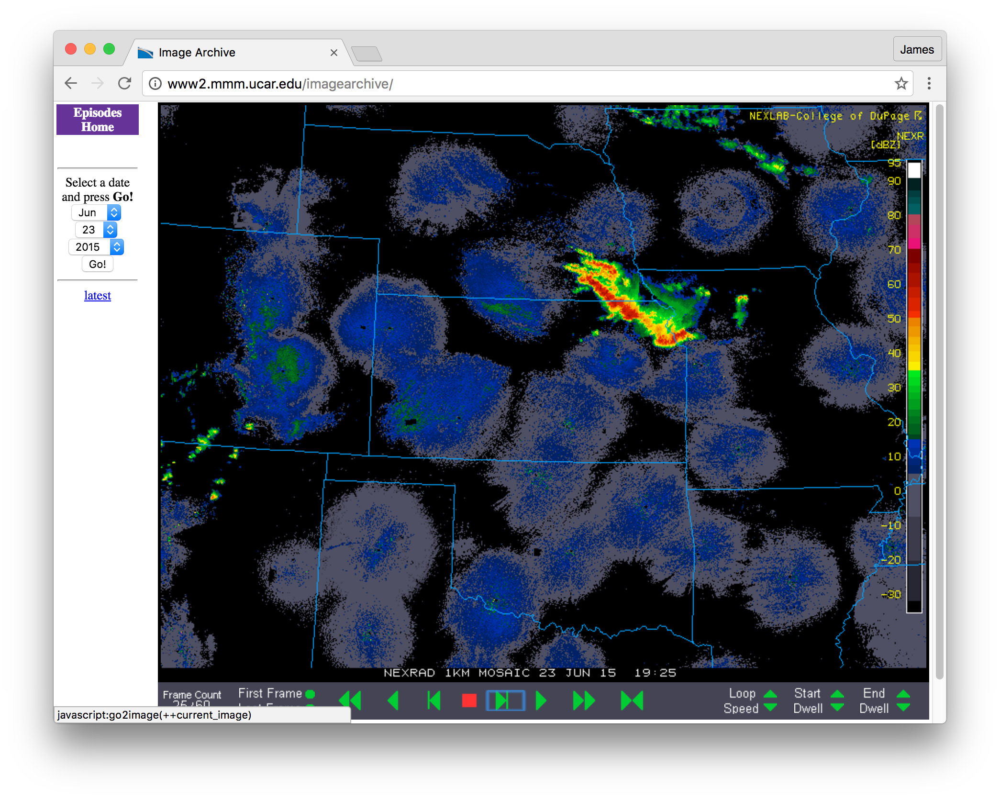 Image Archive
James
www2.mmm.ucar.edu/imagearchive/
Episodes
Home
Select a date
and press Go!
Jun
23
2015
Go!
latest
NEXLAB-College of DuPage
NEXR
[dBZ]
95
90
80
70
60
50
40
30
20
10
0
-10
-20
-30
NEXRAD 1KM MOSAIC 23 JUN 15 19:25
Frame Count
First Frame
Loop
Speed
Start
Dwell
End
Dwell
javascript:go2image(++current_image)